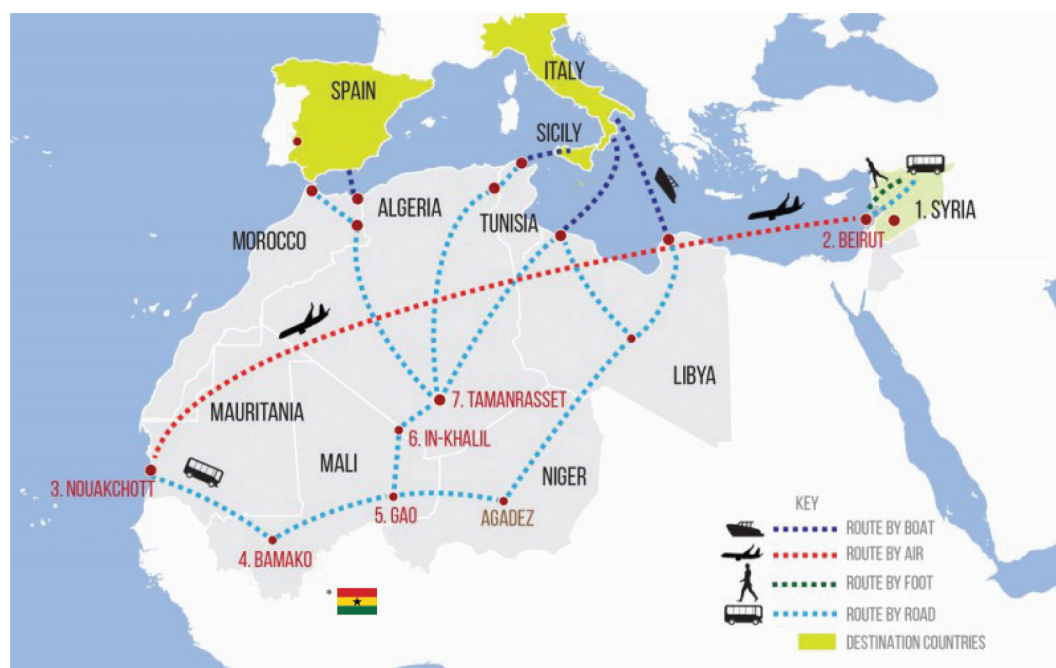 SPAIN
ITALY
SICILY
ALGERIA
TUNISIA
1. SYRIA
MOROCCO
2. BEIRUT
LIBYA
7. TAMANRASSET
MAURITANIA
6. IN-KHALIL
MALI
NIGER
3. NOUAKCHOTT
5. GAO
AGADEZ
4. BAMAKO
*
KEY
ROUTE BY BOAT
ROUTE BY AIR
ROUTE BY FOOT
ROUTE BY ROAD
DESTINATION COUNTRIES